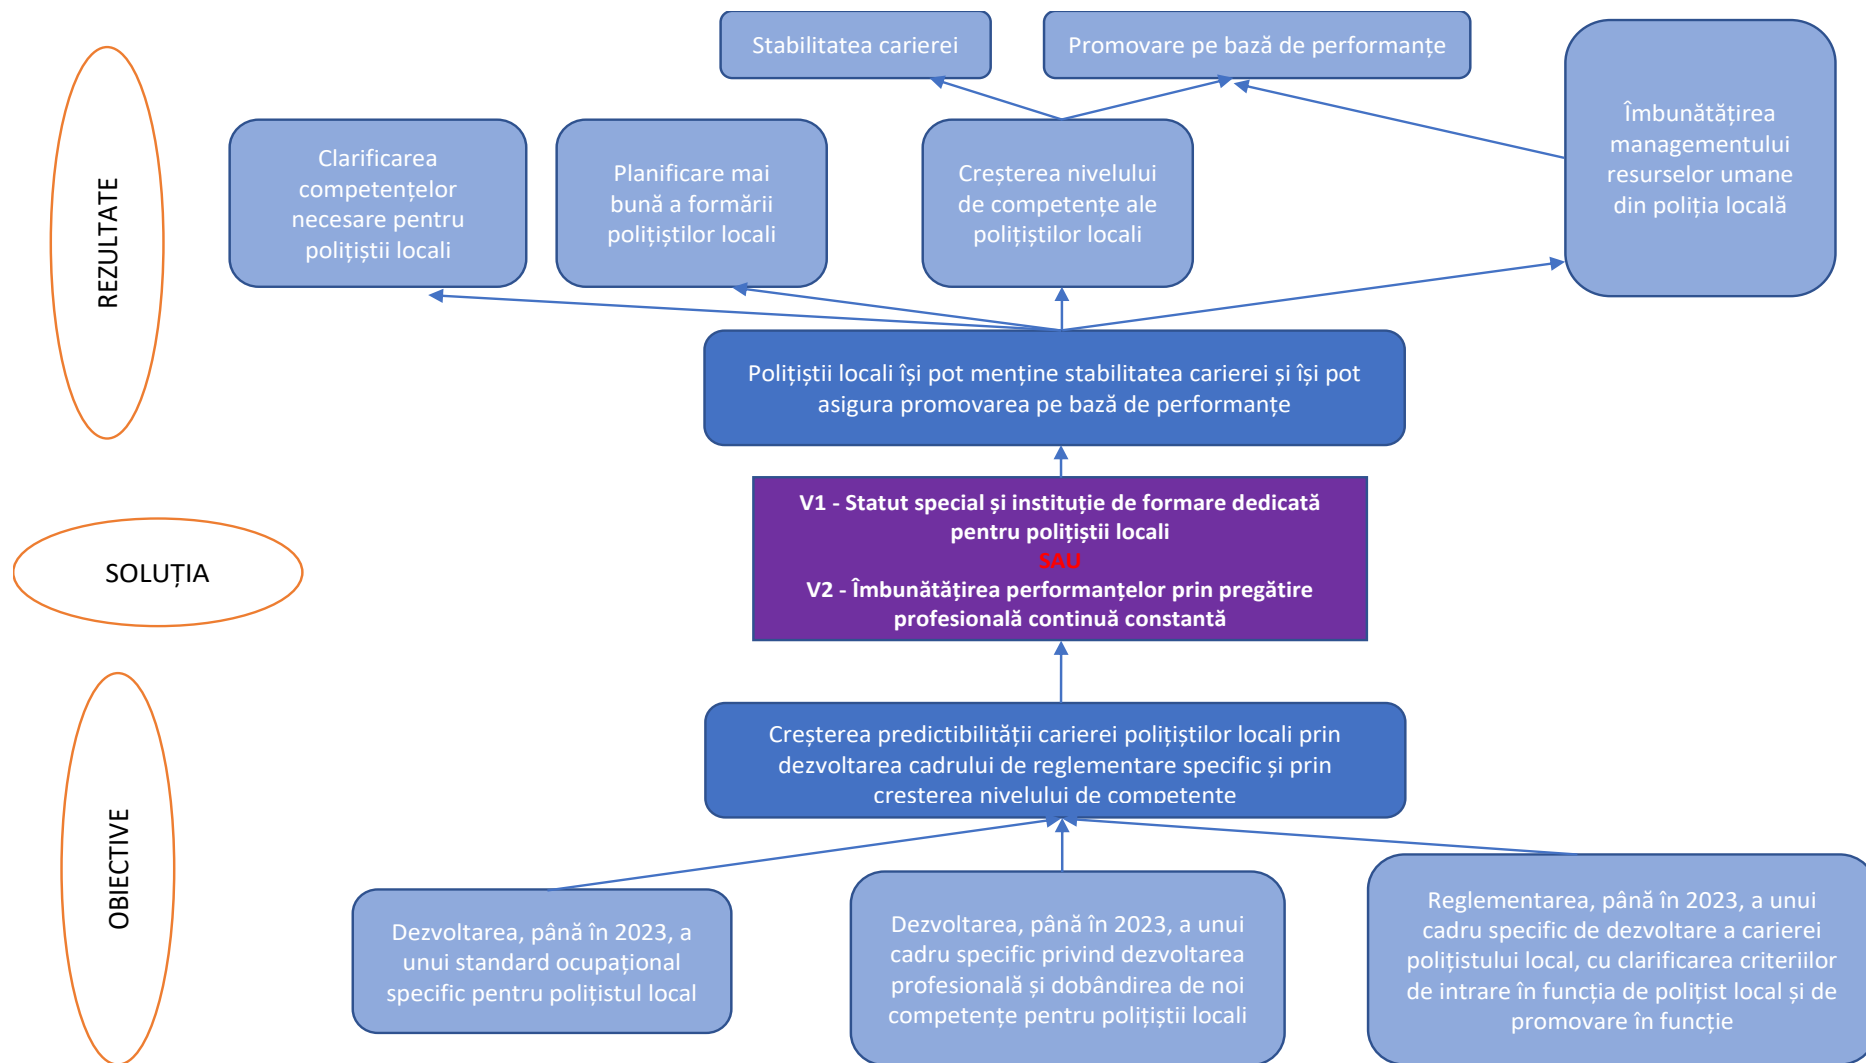 Stabilitatea carierei
Promovare pe bază de performanțe
Îmbunătățirea
managementului
resurselor umane
din poliția locală
Clarificarea
competențelor
necesare pentru
polițiștii locali
Planificare mai
bună a formării
polițiștilor locali
Creșterea nivelului
de competențe ale
polițiștilor locali
REZULTATE
Polițiștii locali își pot menține stabilitatea carierei și își pot
asigura promovarea pe bază de performanțe
SOLUȚIA
V1 - Statut special și instituție de formare dedicată
pentru polițiștii locali
SAU
V2 - Îmbunătățirea performanțelor prin pregătire
profesională continuă constantă
Creșterea predictibilității carierei polițiștilor locali prin
dezvoltarea cadrului de reglementare specific și prin
creșterea nivelului de competențe
OBIECTIVE
Dezvoltarea, până în 2023, a
unui standard ocupațional
specific pentru polițistul local
Dezvoltarea, până în 2023, a unui
cadru specific privind dezvoltarea
profesională și dobândirea de noi
competențe pentru polițiștii locali
Reglementarea, până în 2023, a unui
cadru specific de dezvoltare a carierei
polițistului local, cu clarificarea criteriilor
de intrare în funcția de polițist local și de
promovare în funcție